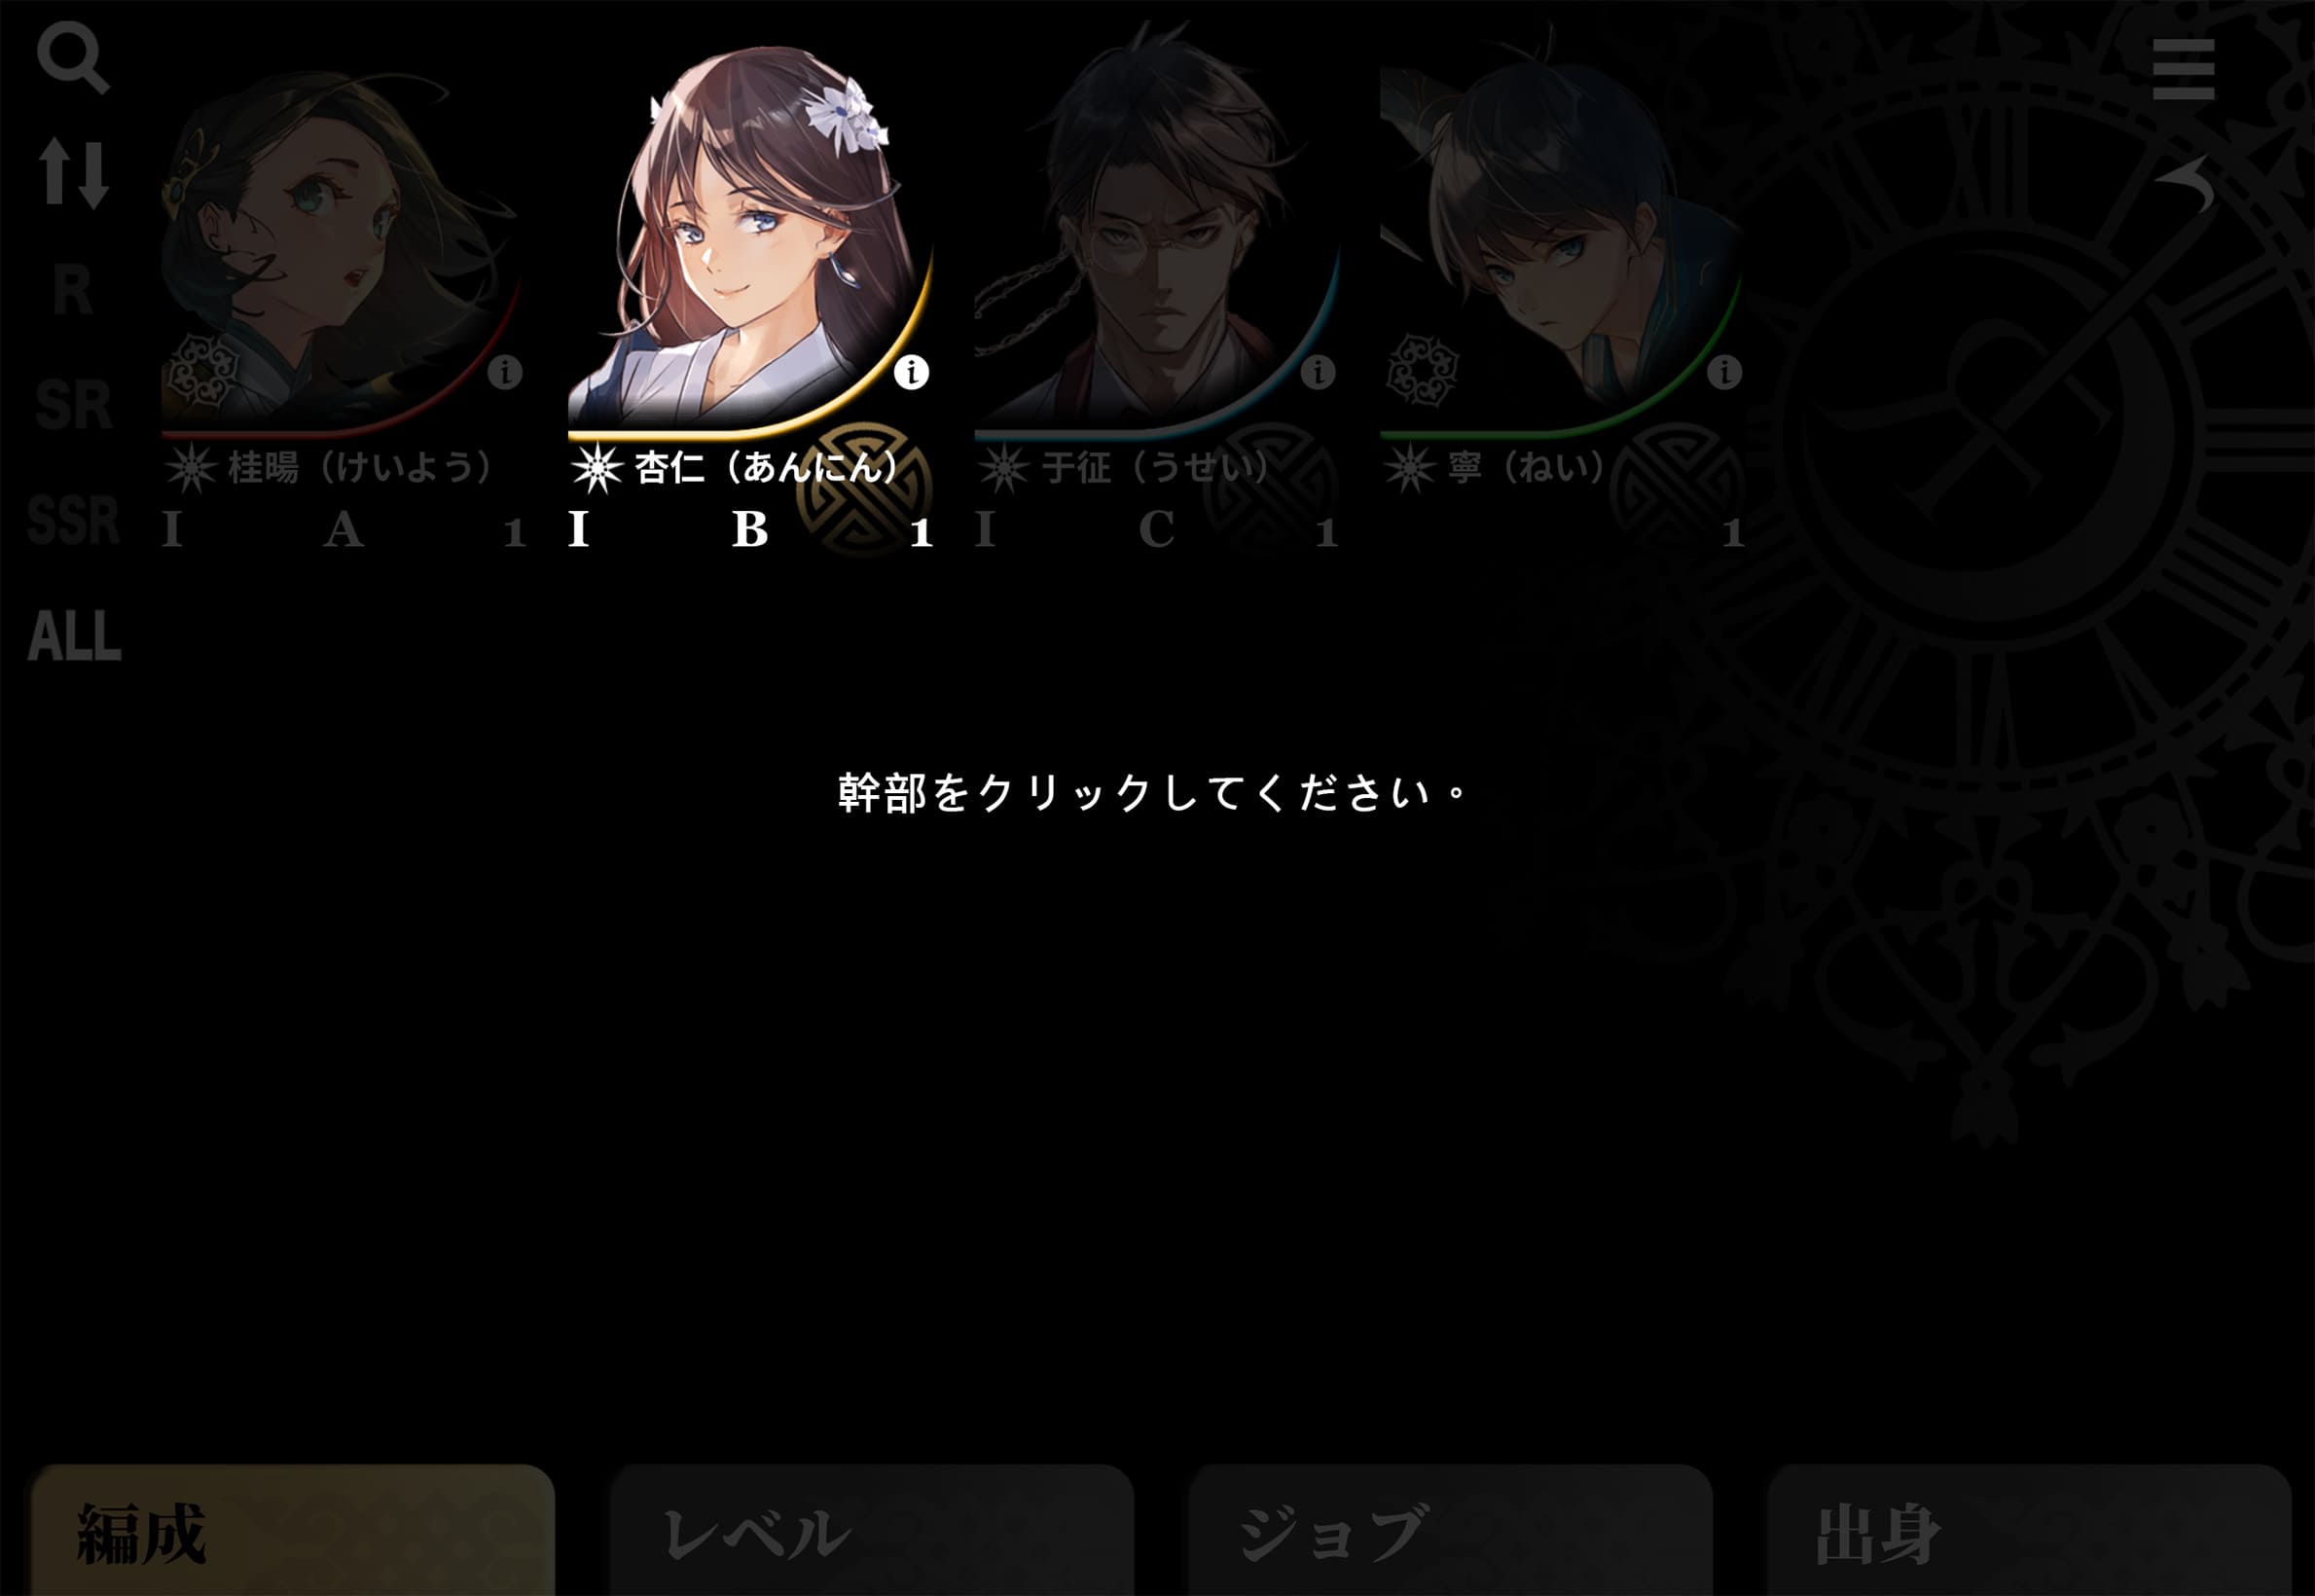 R
SR
SSR
ALL
桂暘（けいよう）
I A 1
杏仁（あんにん）
I B 1
于征（うせい）
I C 1
寧（ねい）
1
幹部をクリックしてください。
編成
レベル
ジョブ
出身